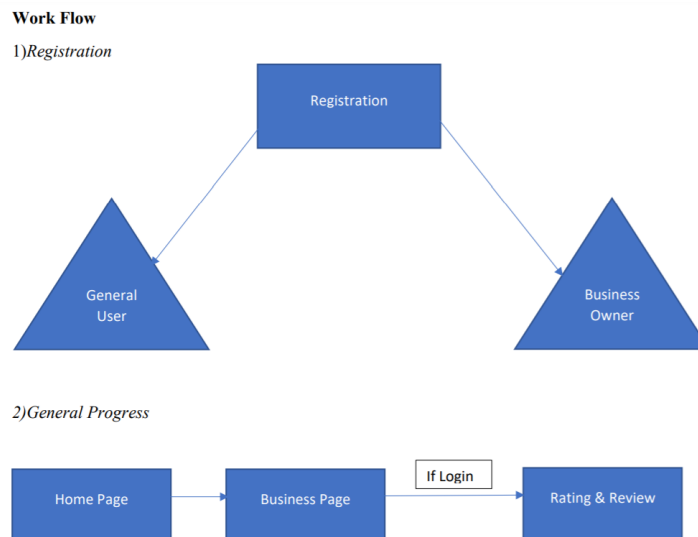 Work Flow
1)Registration
Registration
General
User
Business
Owner
2)General Progress
Home Page
Business Page
If Login
Rating & Review